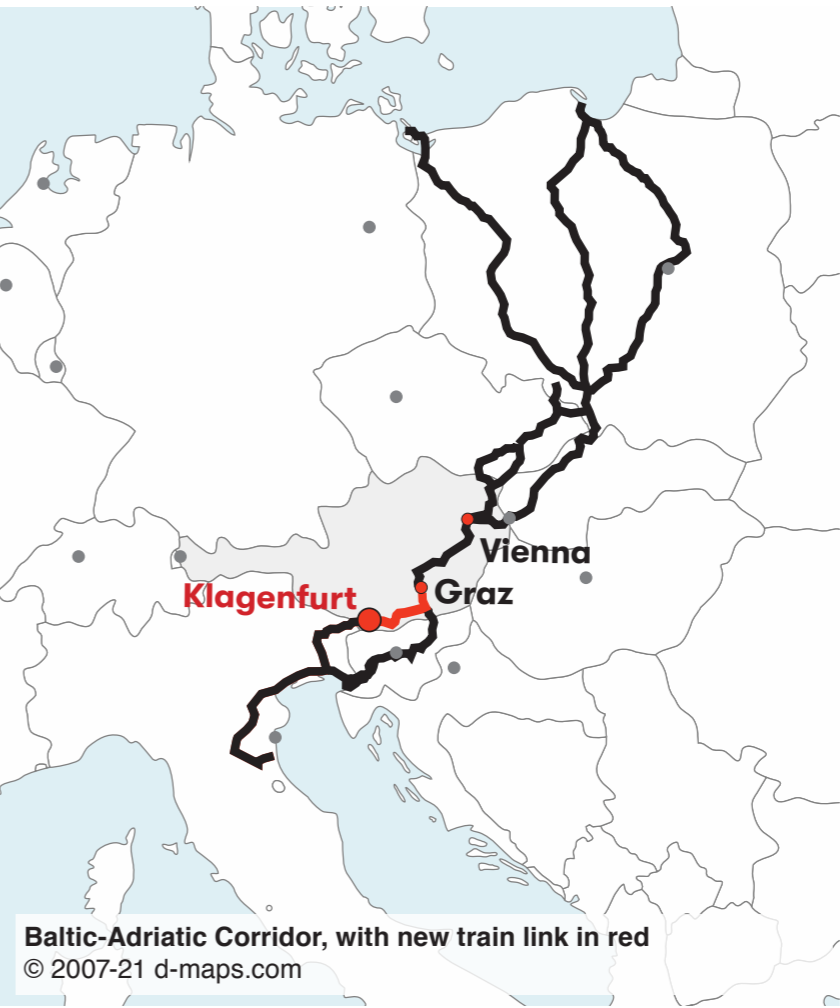 Vienna
Klagenfurt
Graz
Baltic-Adriatic Corridor, with new train link in red
© 2007-21 d-maps.com